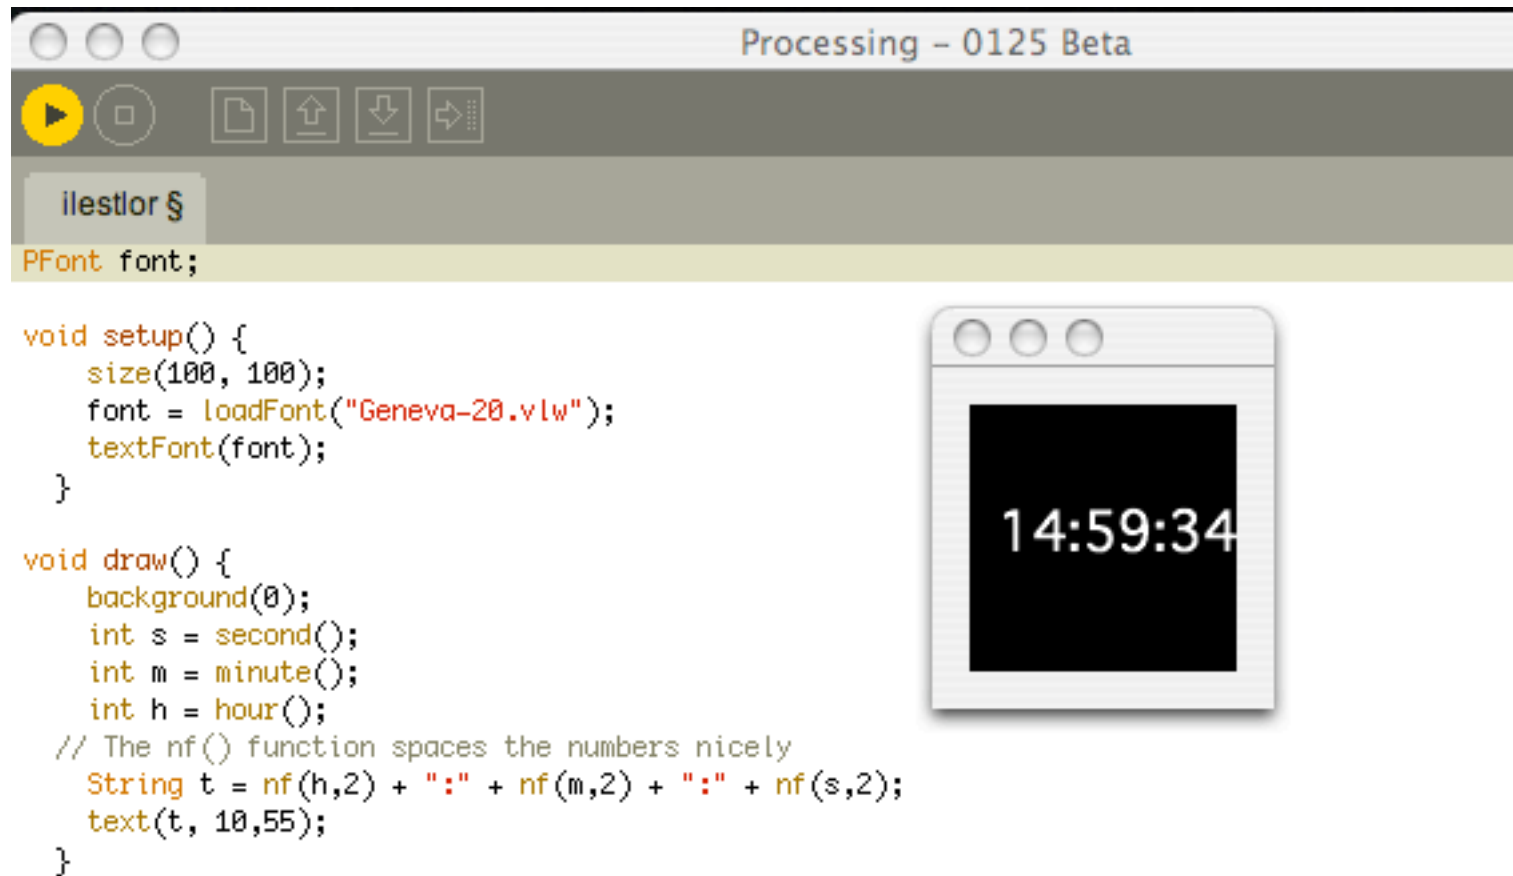 Processing – 0125 Beta
ilestlor §
PFont font;
void setup() {
size(100, 100);
font = loadFont("Geneva-20.vlw");
textFont(font);
}
void draw() {
background(0);
int s = second();
int m = minute();
int h = hour();
// The nf() function spaces the numbers nicely
String t = nf(h,2) + ":" + nf(m,2) + ":" + nf(s,2);
text(t, 10,55);
}
14:59:34